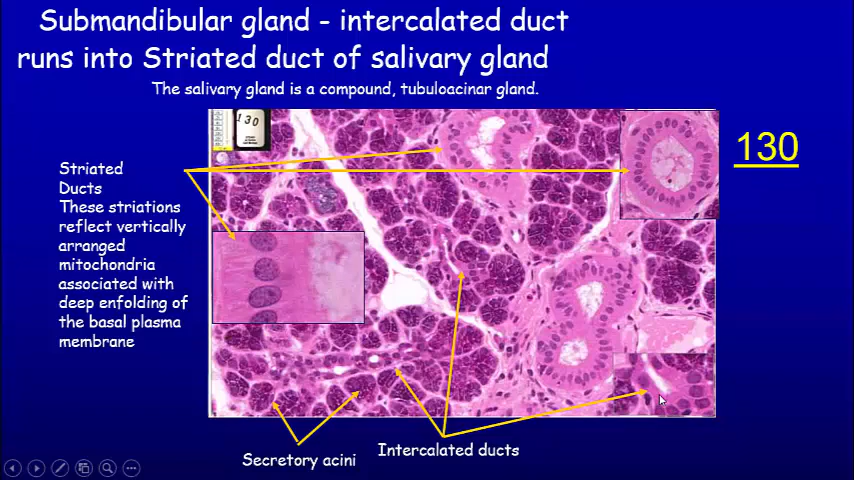 Submandibular gland - intercalated duct
runs into Striated duct of salivary gland
The salivary gland is a compound, tubuloacinar gland.
130
130
Striated
Ducts
These striations
reflect vertically
arranged
mitochondria
associated with
deep enfolding of
the basal plasma
membrane
Secretory acini
Intercalated ducts